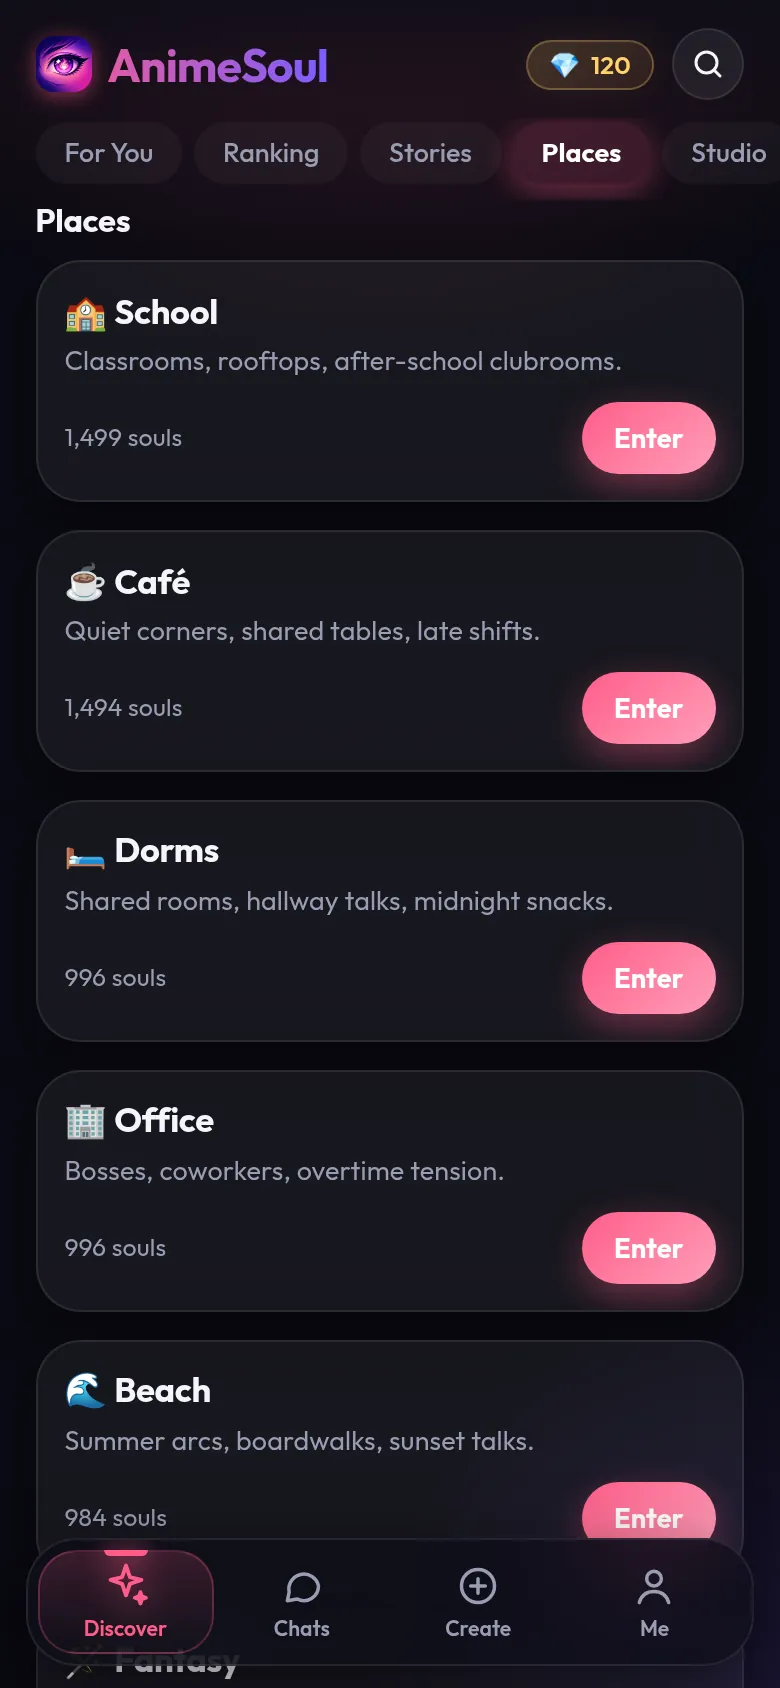 AnimeSoul
120
For You
Ranking
Stories
Places
Studio
Places
School
Classrooms, rooftops, after-school clubrooms.
1,499 souls
Enter
Café
Quiet corners, shared tables, late shifts.
1,494 souls
Enter
Dorms
Shared rooms, hallway talks, midnight snacks.
996 souls
Enter
Office
Bosses, coworkers, overtime tension.
996 souls
Enter
Beach
Summer arcs, boardwalks, sunset talks.
984 souls
Enter
Discover
Chats
Create
Me
Fantasy